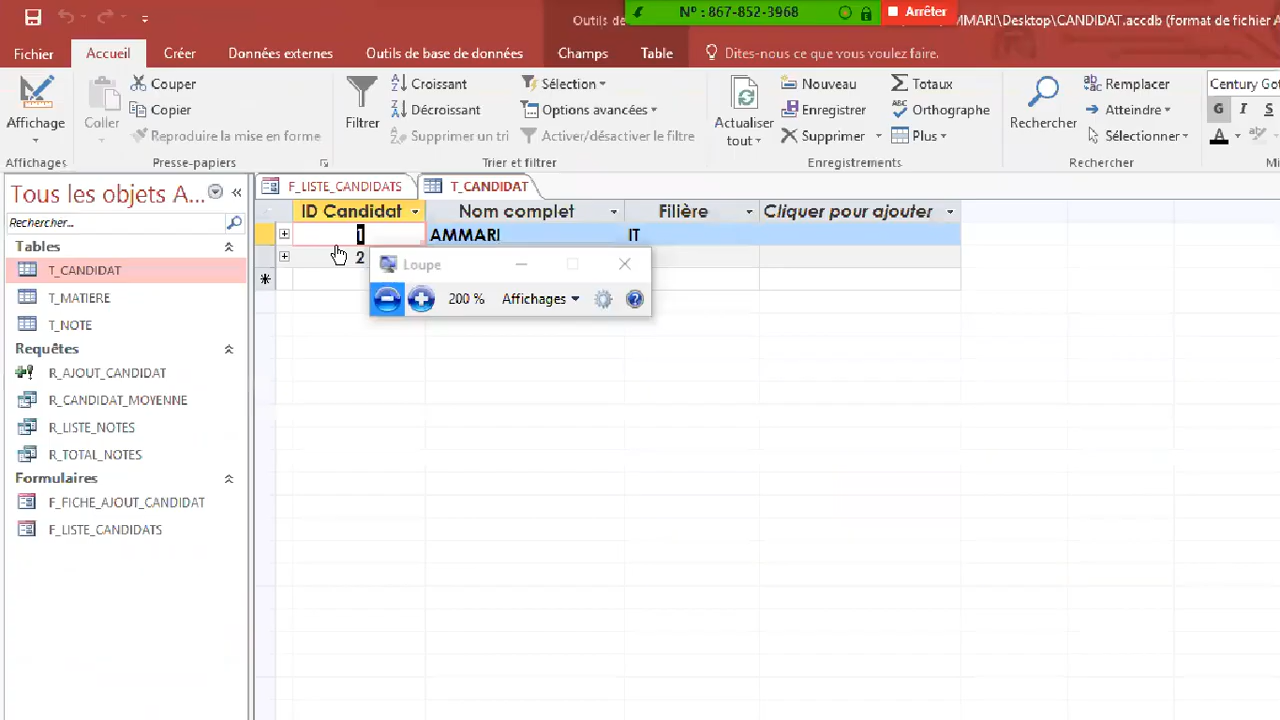 Outils de
N° : 867-852-3968
Arrêter
MMARI\Desktop\CANDIDAT.accdb (format de fichier A
Fichier
Accueil
Créer
Données externes
Outils de base de données
Champs
Table
Dites-nous ce que vous voulez faire.
Affichage
Affichages
Coller
Couper
Copier
Reproduire la mise en forme
Presse-papiers
Filtrer
Croissant
Décroissant
Supprimer un tri
Sélection
Options avancées
Activer/désactiver le filtre
Trier et filtrer
Actualiser
tout
Nouveau
Enregistrer
Supprimer
Totaux
Orthographe
Plus
Enregistrements
Rechercher
Remplacer
Atteindre
Sélectionner
Rechercher
Century Got
G I S
A
Mi
Tous les objets A...
Rechercher...
Tables
T_CANDIDAT
T_MATIERE
T_NOTE
Requêtes
R_AJOUT_CANDIDAT
R_CANDIDAT_MOYENNE
R_LISTE_NOTES
R_TOTAL_NOTES
Formulaires
F_FICHE_AJOUT_CANDIDAT
F_LISTE_CANDIDATS
F_LISTE_CANDIDATS
T_CANDIDAT
ID Candidat
Nom complet
Filière
Cliquer pour ajouter
1
AMMARI
IT
2
Loupe
200 %
Affichages